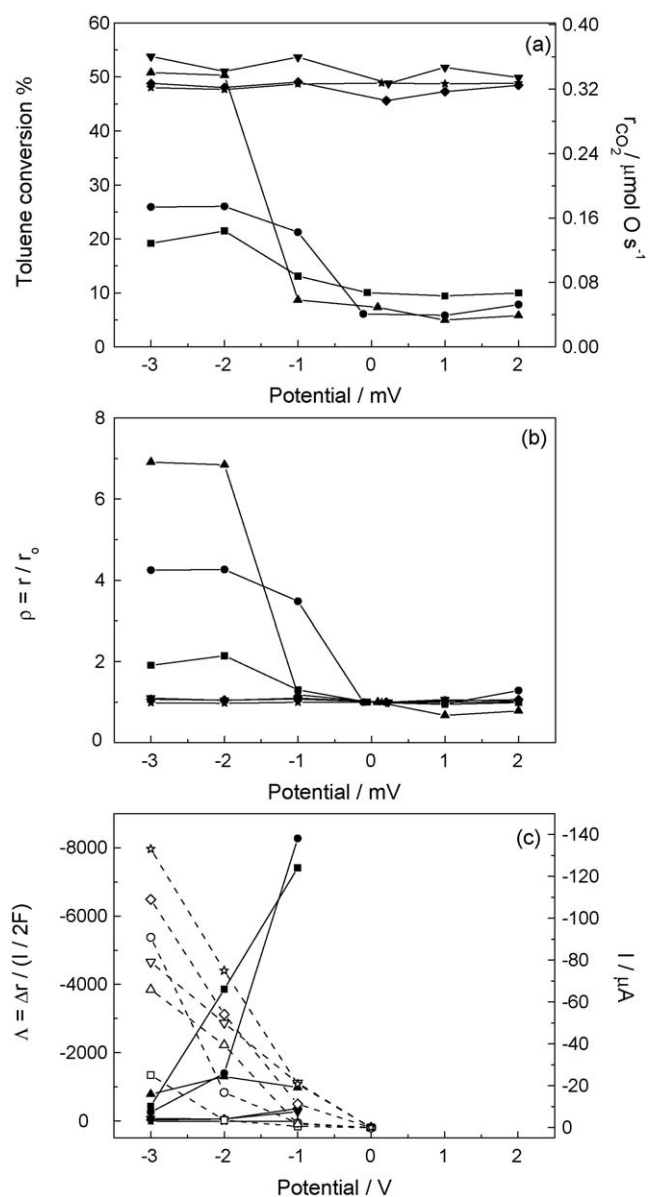 (a)
Toluene conversion %
60
50
40
30
20
10
0
0.40
0.32
0.24
0.16
0.08
0.00
r_CO₂ / μmol O s⁻¹
-3 -2 -1 0 1 2
Potential / mV
(b)
ρ = r / r₀
8
6
4
2
0
-3 -2 -1 0 1 2
Potential / mV
(c)
Λ = Δr / (I / 2F)
-8000
-6000
-4000
-2000
0
-140
-120
-100
-80
-60
-40
-20
0
I / μA
-3 -2 -1 0 1 2
Potential / V